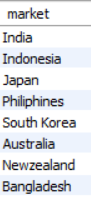 market
India
Indonesia
Japan
Philiphines
South Korea
Australia
Newzealand
Bangladesh